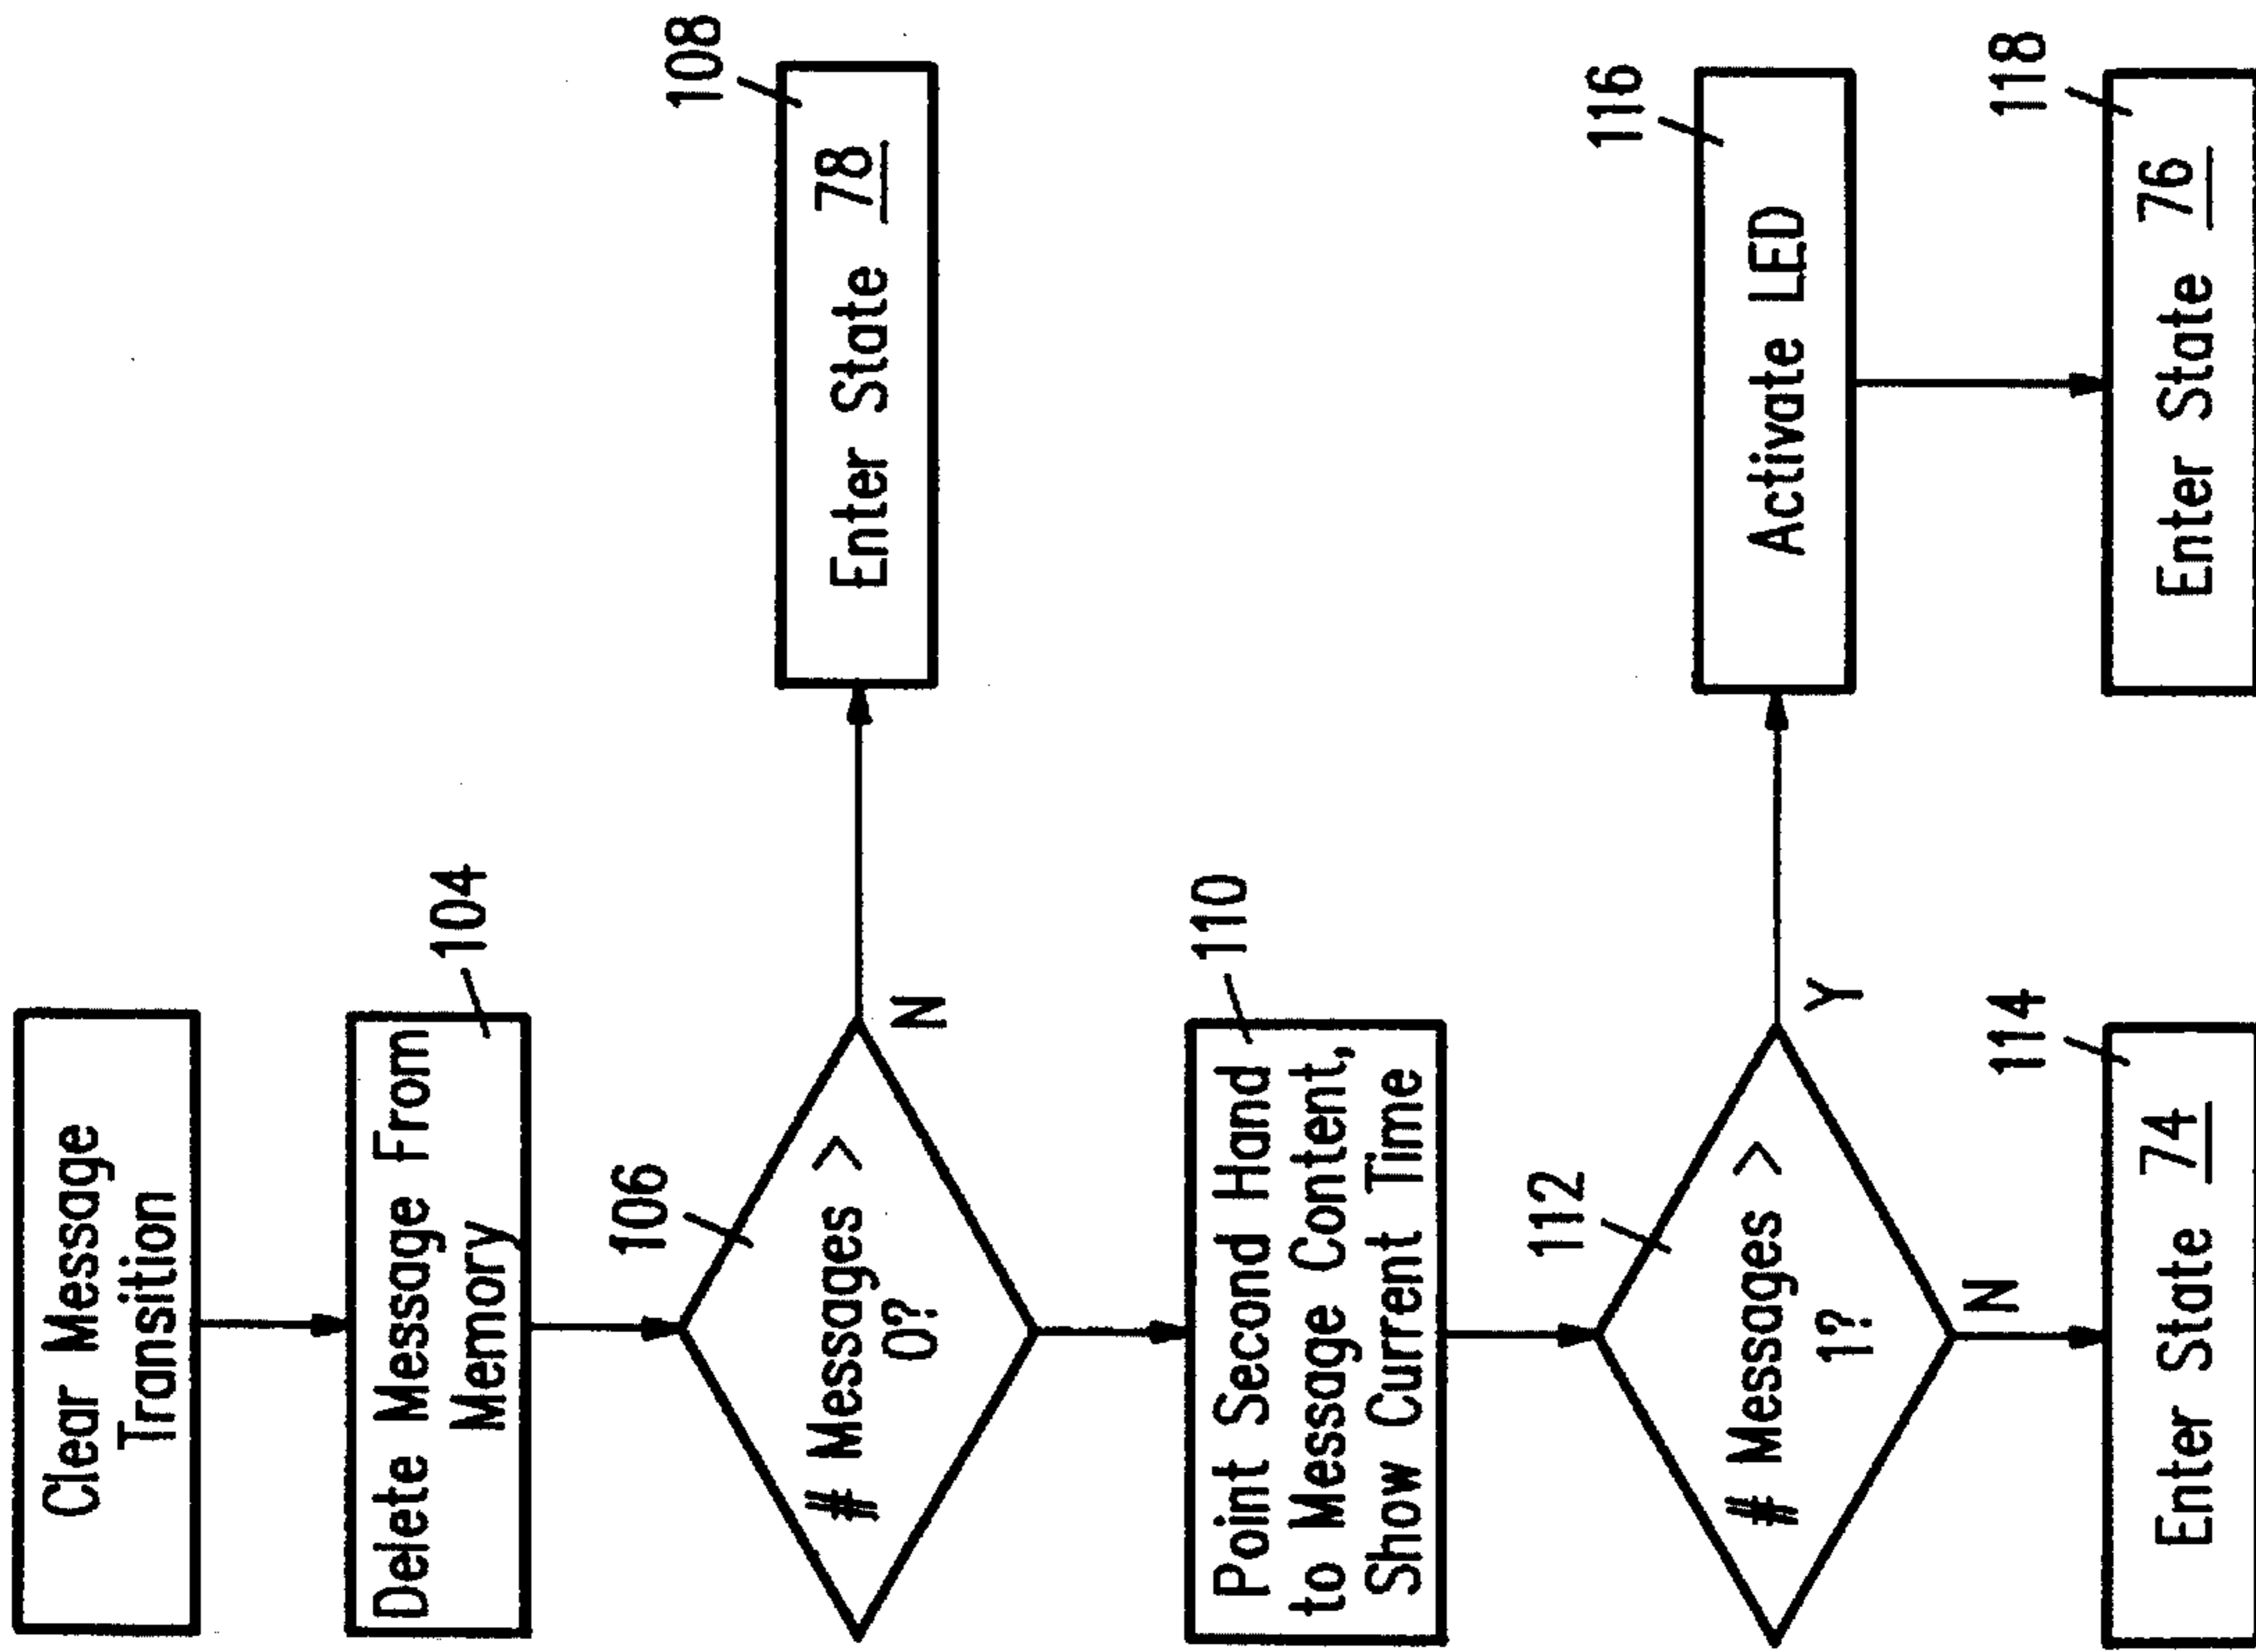 Clear Message
Transition
104
Delete Message From
Memory
106
# Messages >
0?
N
108
Enter State 78
110
Point Second Hand
to Message Content,
Show Current Time
112
# Messages >
1?
Y
N
116
Activate LED
114
Enter State 74
118
Enter State 76